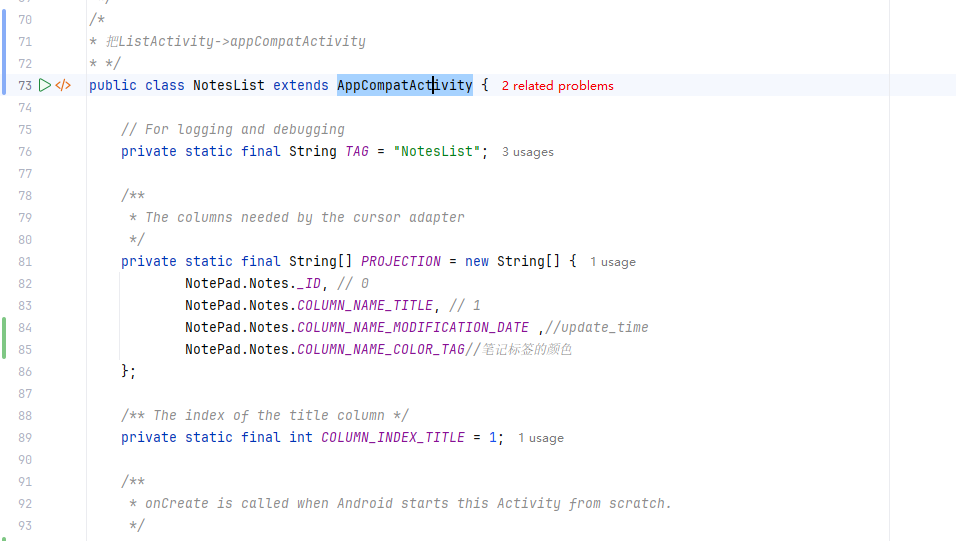 70 /*
71 * 把ListActivity->appCompatActivity
72 * */
73 public class NotesList extends AppCompatActivity { 2 related problems
74
75 // For logging and debugging
76 private static final String TAG = "NotesList"; 3 usages
77
78 /**
79 * The columns needed by the cursor adapter
80 */
81 private static final String[] PROJECTION = new String[] { 1 usage
82 NotePad.Notes._ID, // 0
83 NotePad.Notes.COLUMN_NAME_TITLE, // 1
84 NotePad.Notes.COLUMN_NAME_MODIFICATION_DATE ,//update_time
85 NotePad.Notes.COLUMN_NAME_COLOR_TAG//笔记标签的颜色
86 };
87
88 /** The index of the title column */
89 private static final int COLUMN_INDEX_TITLE = 1; 1 usage
90
91 /**
92 * onCreate is called when Android starts this Activity from scratch.
93 */